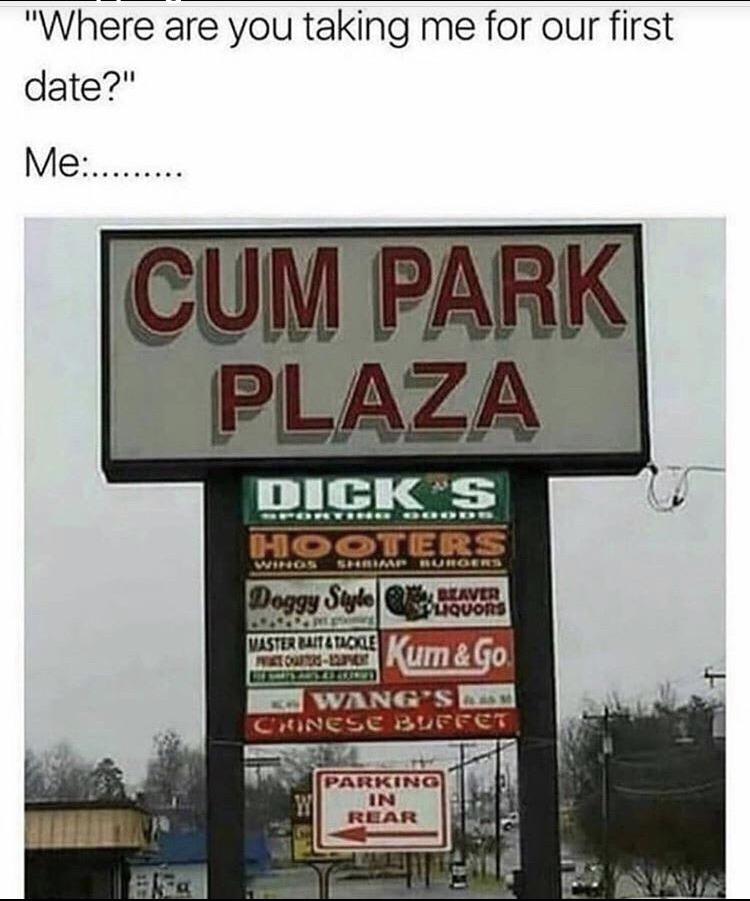 "Where are you taking me for our first
date?"
Me:..........
CUM PARK
PLAZA
DICK'S
SPORTING GOODS
HOOTERS
WINGS SHRIMP BURGERS
Doggy Style
BEAVER
LIQUORS
MASTER BAIT & TACKLE
Kum & Go
WANG'S
CHINESE BUFFET
PARKING
IN
REAR